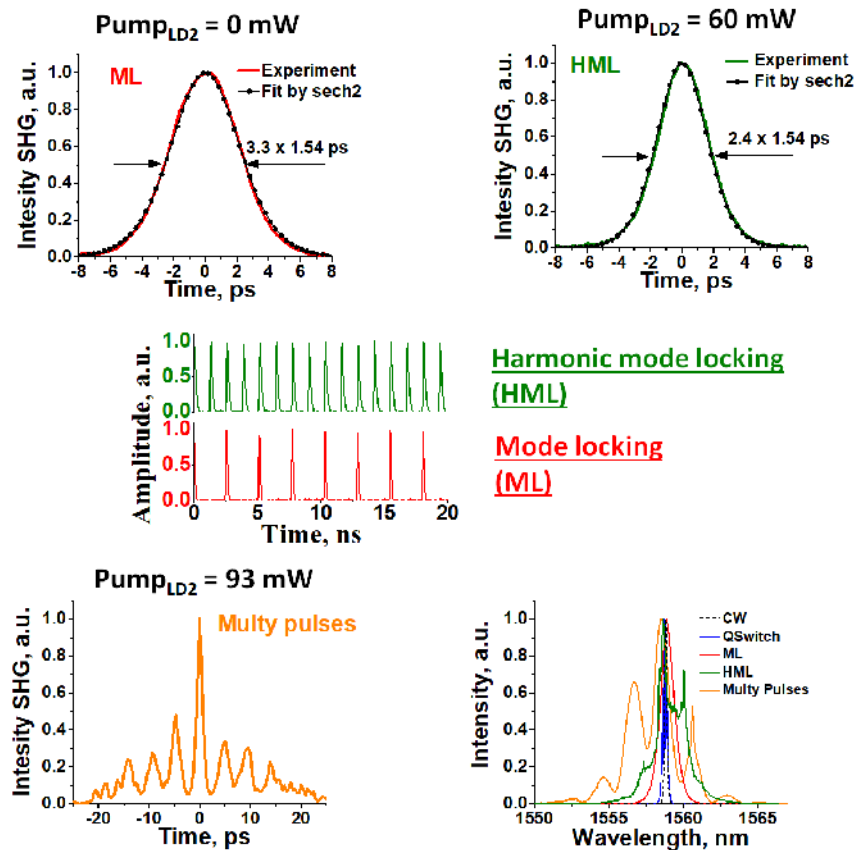 Pump_LD2 = 0 mW
Pump_LD2 = 60 mW
ML
Experiment
Fit by sech2
3.3 x 1.54 ps
Intesity SHG, a.u.
1.0
0.8
0.6
0.4
0.2
0.0
-8 -6 -4 -2 0 2 4 6 8
Time, ps
HML
Experiment
Fit by sech2
2.4 x 1.54 ps
Intesity SHG, a.u.
1.0
0.8
0.6
0.4
0.2
0.0
-8 -6 -4 -2 0 2 4 6 8
Time, ps
Amplitude, a.u.
1.0
0.5
0.0
1.0
0.5
0.0
0 5 10 15 20
Time, ns
Harmonic mode locking
(HML)
Mode locking
(ML)
Pump_LD2 = 93 mW
Multy pulses
Intesity SHG, a.u.
1.0
0.8
0.6
0.4
0.2
0.0
-20 -10 0 10 20
Time, ps
CW
QSwitch
ML
HML
Multy Pulses
Intensity, a.u.
1.0
0.8
0.6
0.4
0.2
0.0
1550 1555 1560 1565
Wavelength, nm